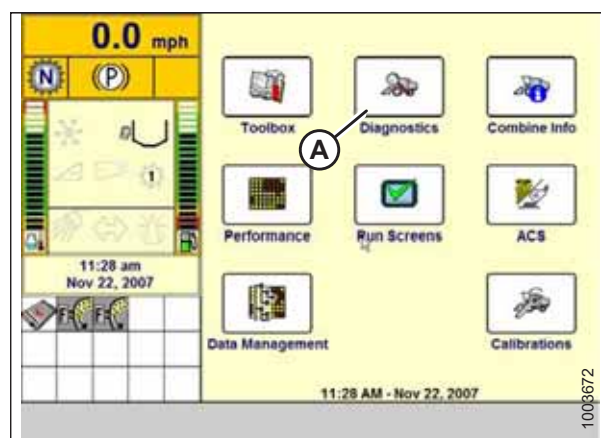 0.0 mph
N
(P)
1
11:28 am
Nov 22, 2007
F
F
Toolbox
Diagnostics
Combine Info
A
Performance
Run Screens
ACS
Data Management
Calibrations
11:28 AM - Nov 22, 2007
1003672